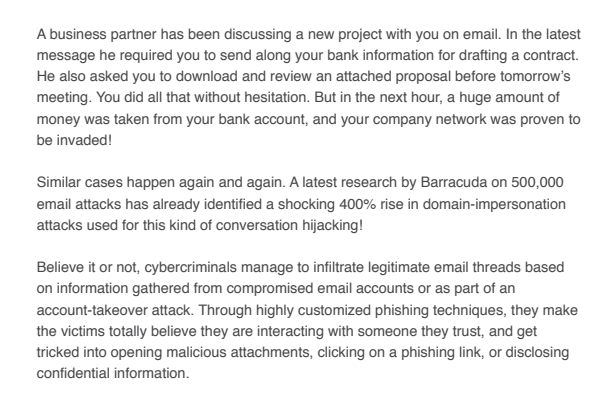 A business partner has been discussing a new project with you on email. In the latest
message he required you to send along your bank information for drafting a contract.
He also asked you to download and review an attached proposal before tomorrow's
meeting. You did all that without hesitation. But in the next hour, a huge amount of
money was taken from your bank account, and your company network was proven to
be invaded!
Similar cases happen again and again. A latest research by Barracuda on 500,000
email attacks has already identified a shocking 400% rise in domain-impersonation
attacks used for this kind of conversation hijacking!
Believe it or not, cybercriminals manage to infiltrate legitimate email threads based
on information gathered from compromised email accounts or as part of an
account-takeover attack. Through highly customized phishing techniques, they make
the victims totally believe they are interacting with someone they trust, and get
tricked into opening malicious attachments, clicking on a phishing link, or disclosing
confidential information.